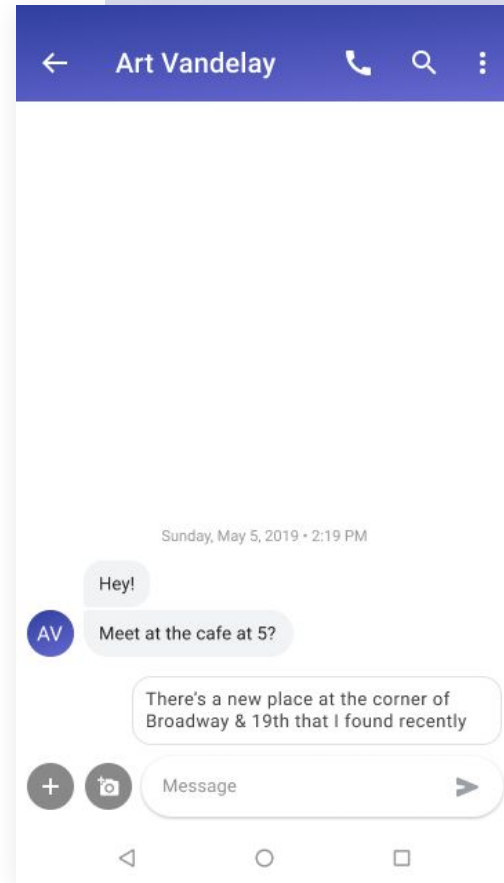 Art Vandelay
Sunday, May 5, 2019 • 2:19 PM
Hey!
AV
Meet at the cafe at 5?
There's a new place at the corner of
Broadway & 19th that I found recently
Message